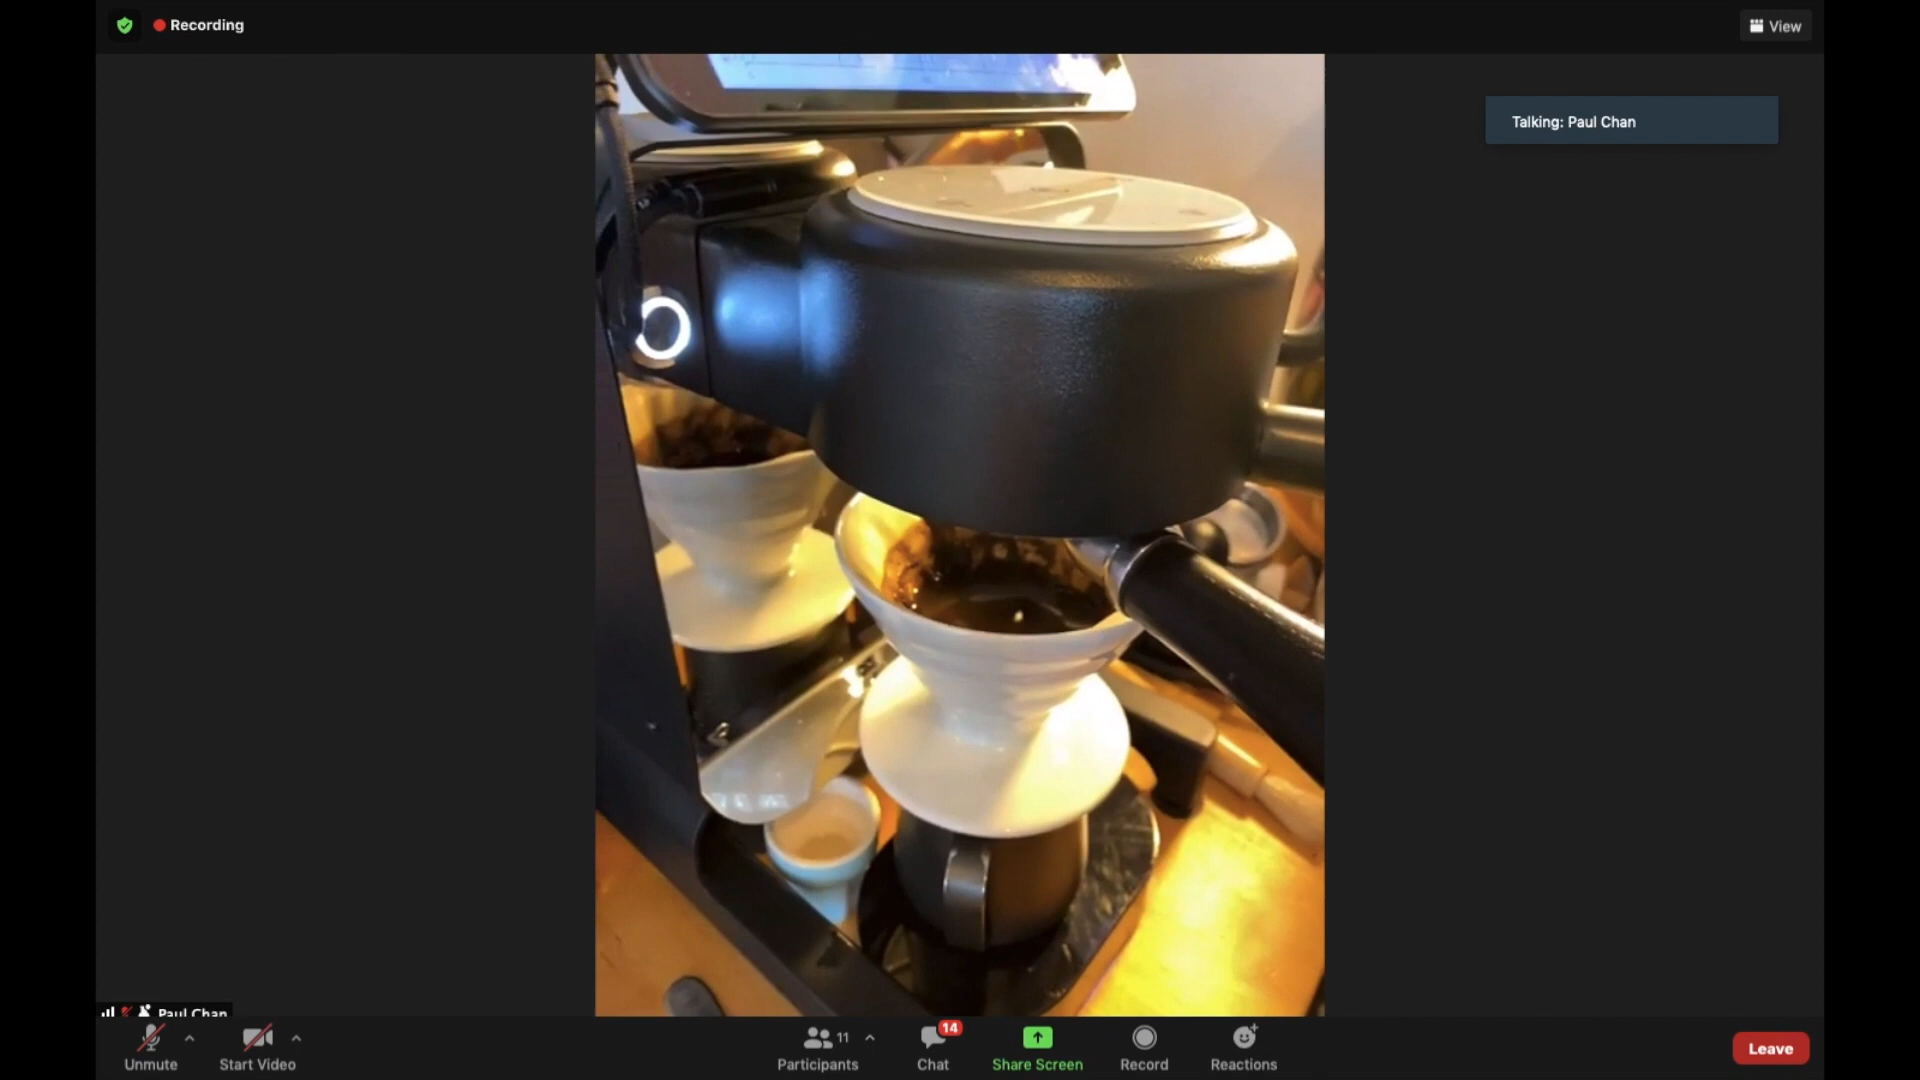 Recording
View
Talking: Paul Chan
Paul Chan
Unmute
Start Video
11
Participants
14
Chat
Share Screen
Record
Reactions
Leave